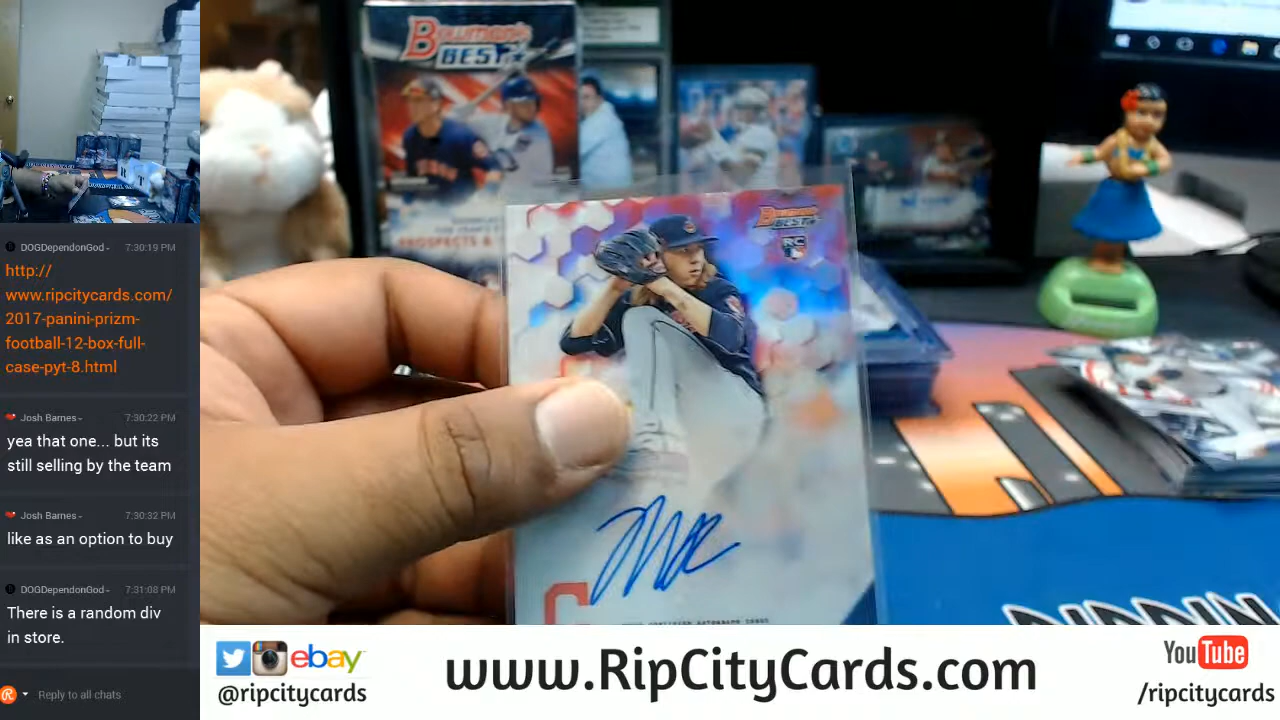 DOGDependonGod 7:30:19 PM
http://
www.ripcitycards.com/
2017-panini-prizm-
football-12-box-full-
case-pyt-8.html
Josh Barnes 7:30:22 PM
yea that one... but its
still selling by the team
Josh Barnes 7:30:32 PM
like as an option to buy
DOGDependonGod 7:31:08 PM
There is a random div
in store.
Reply to all chats
Bowman's
BEST
PROSPECTS &
Bowman's
BEST
RC
C
ebay
@ripcitycards
www.RipCityCards.com
YouTube
/ripcitycards